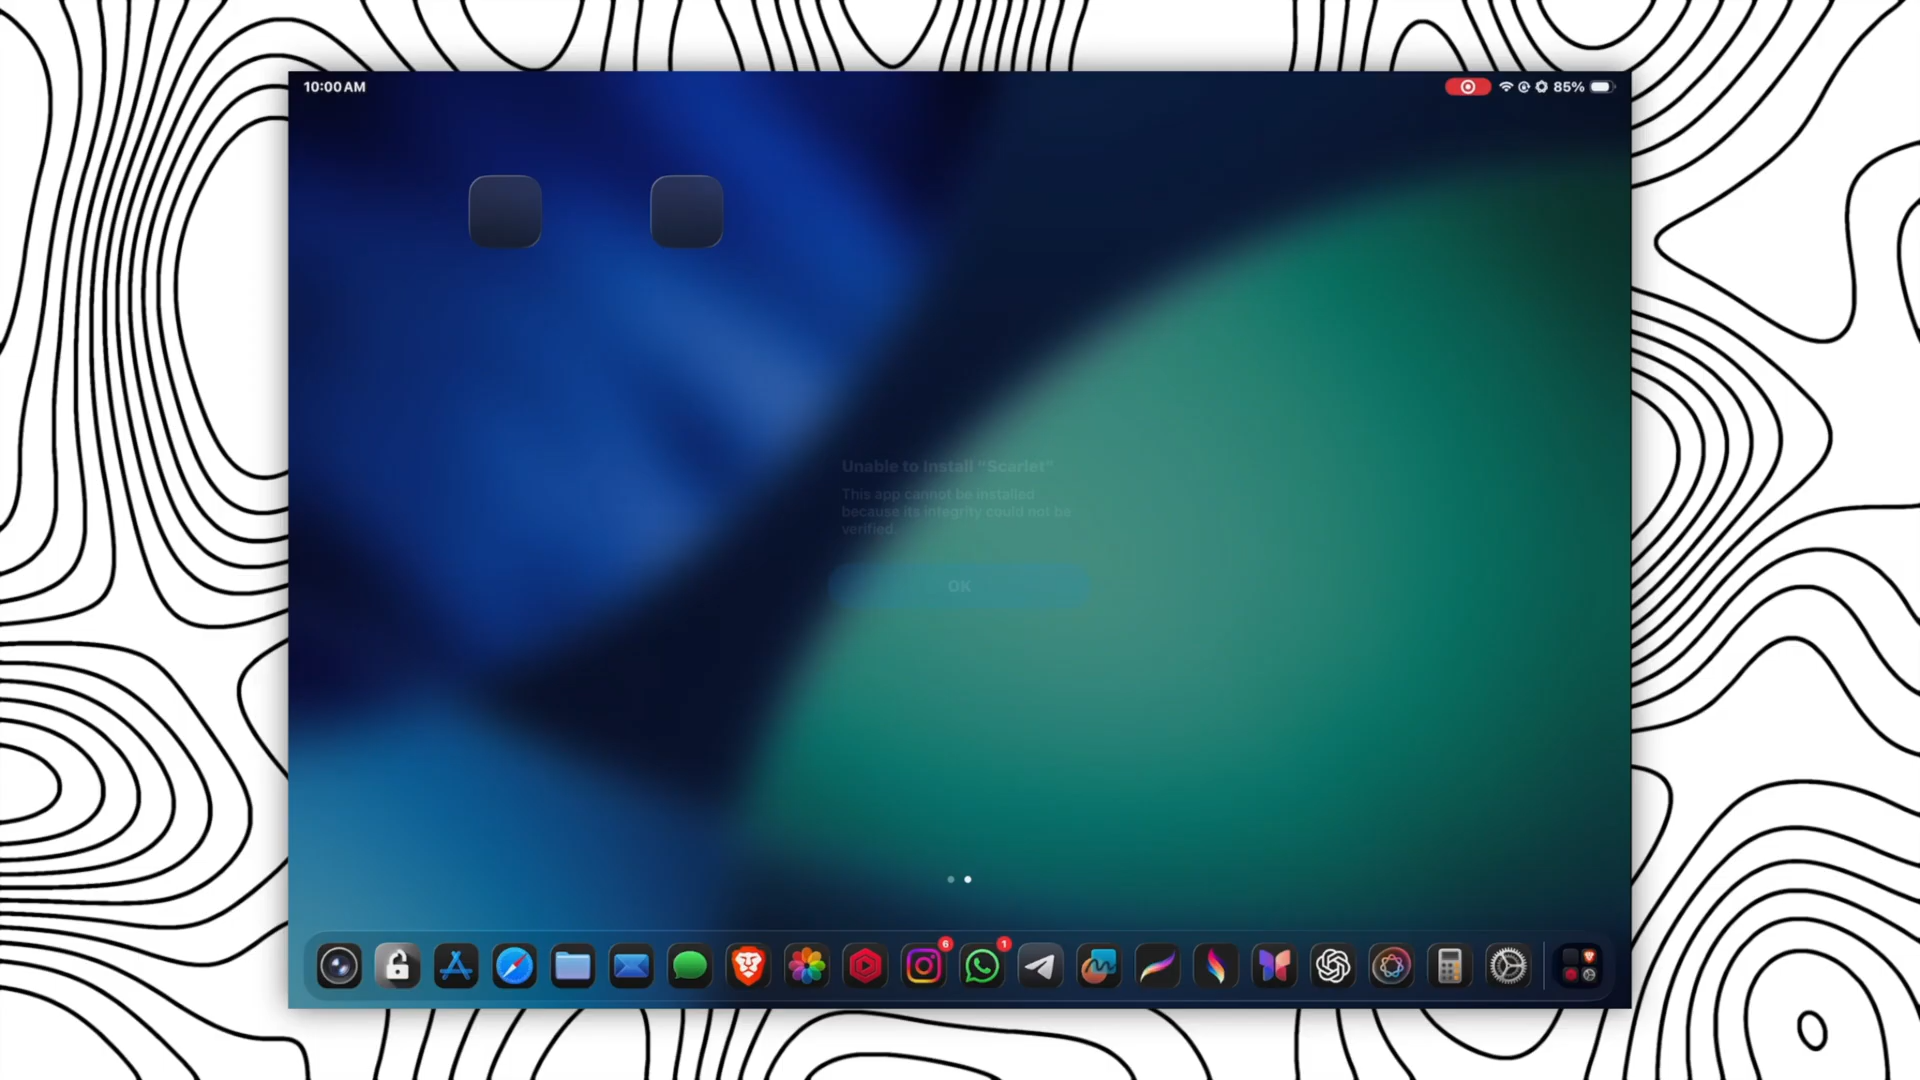 10:00 AM
85%
Unable to Install "Scarlet"
This app cannot be installed
because its integrity could not be
verified.
OK
6
1